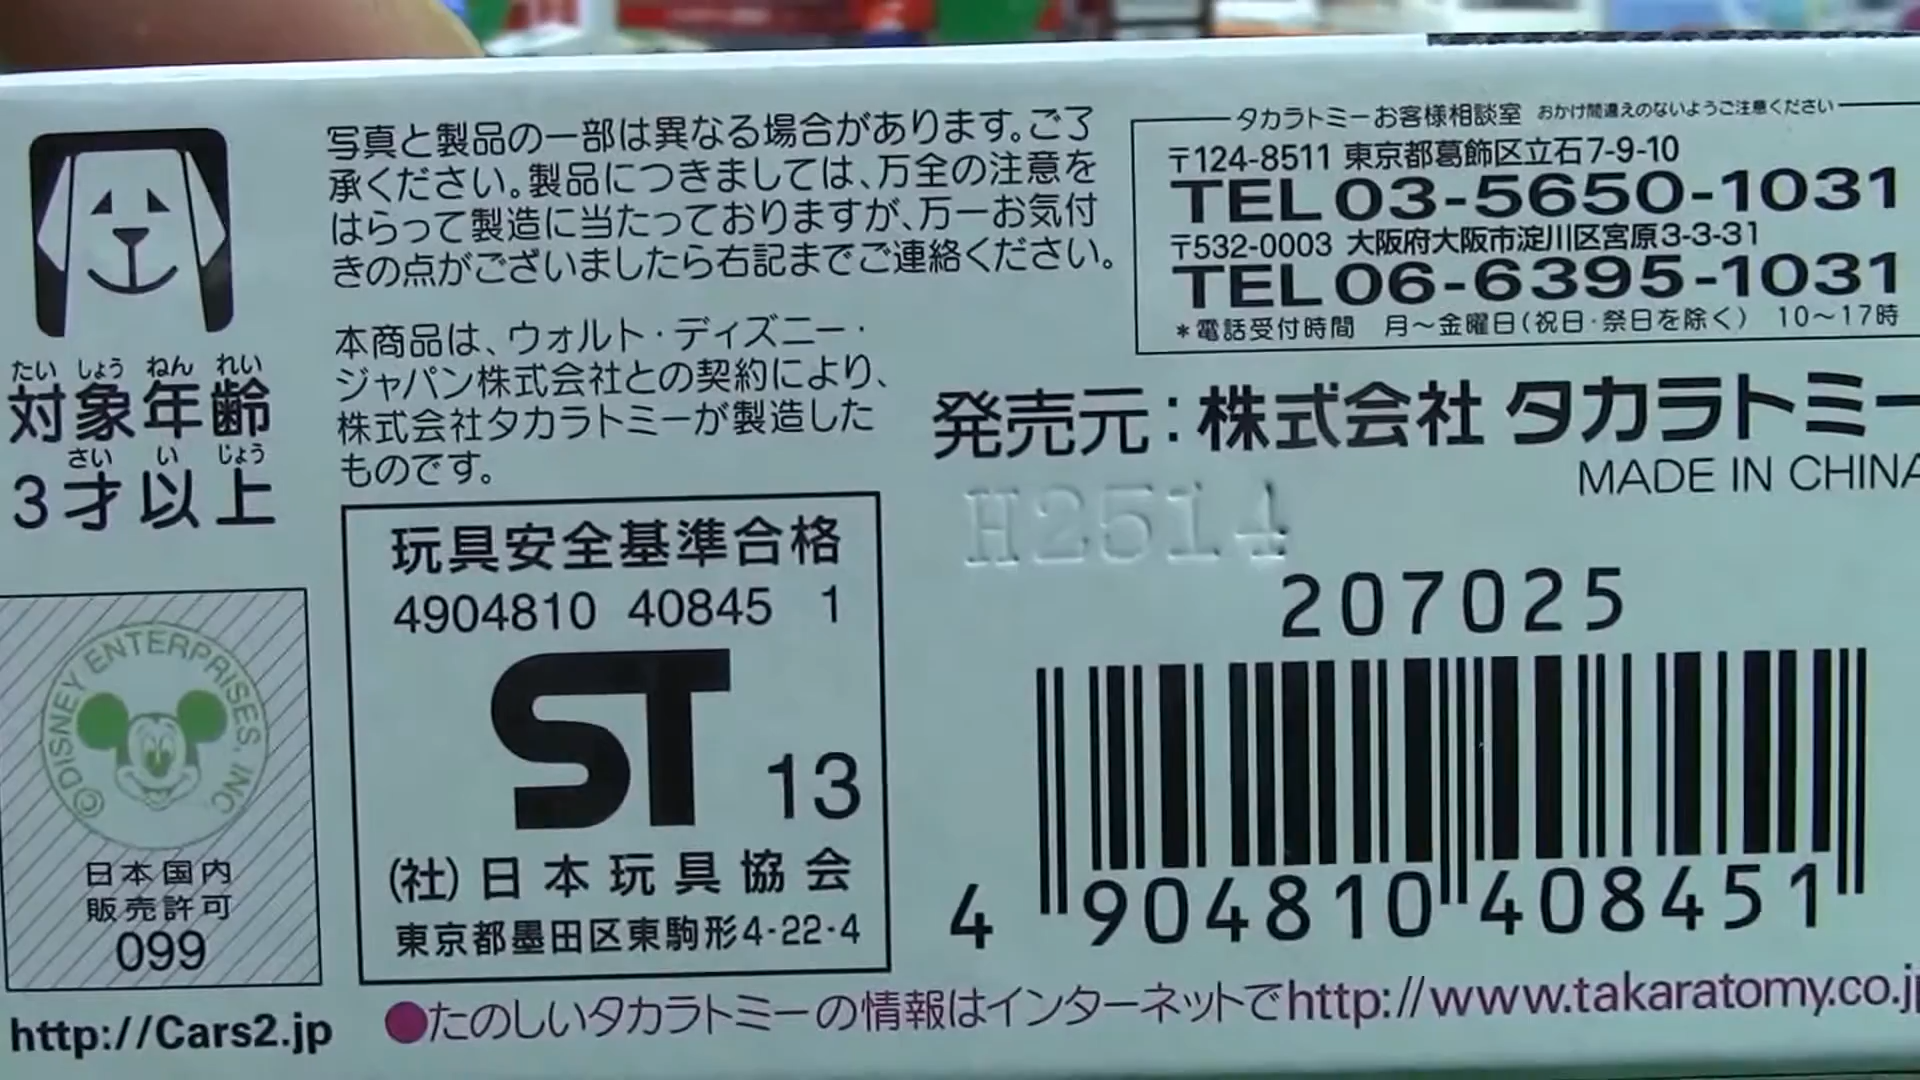 たい しょう ねん れい
対象年齢
さい い じょう
3才以上
写真と製品の一部は異なる場合があります。ご了
承ください。製品につきましては、万全の注意を
はらって製造に当たっておりますが、万一お気付
きの点がございましたら右記までご連絡ください。
本商品は、ウォルト・ディズニー・
ジャパン株式会社との契約により、
株式会社タカラトミーが製造した
ものです。
タカラトミーお客様相談室 おかけ間違えのないようご注意ください
〒124-8511 東京都葛飾区立石7-9-10
TEL 03-5650-1031
〒532-0003 大阪府大阪市淀川区宮原3-3-31
TEL 06-6395-1031
*電話受付時間 月〜金曜日(祝日・祭日を除く) 10〜17時
発売元:株式会社 タカラトミー
MADE IN CHINA
H2514
207025
4 904810 408451
玩具安全基準合格
4904810 40845 1
ST 13
(社)日本玩具協会
東京都墨田区東駒形4-22-4
©DISNEY ENTERPRISES, INC
日本国内
販売許可
099
http://Cars2.jp
●たのしいタカラトミーの情報はインターネットでhttp://www.takaratomy.co.jp